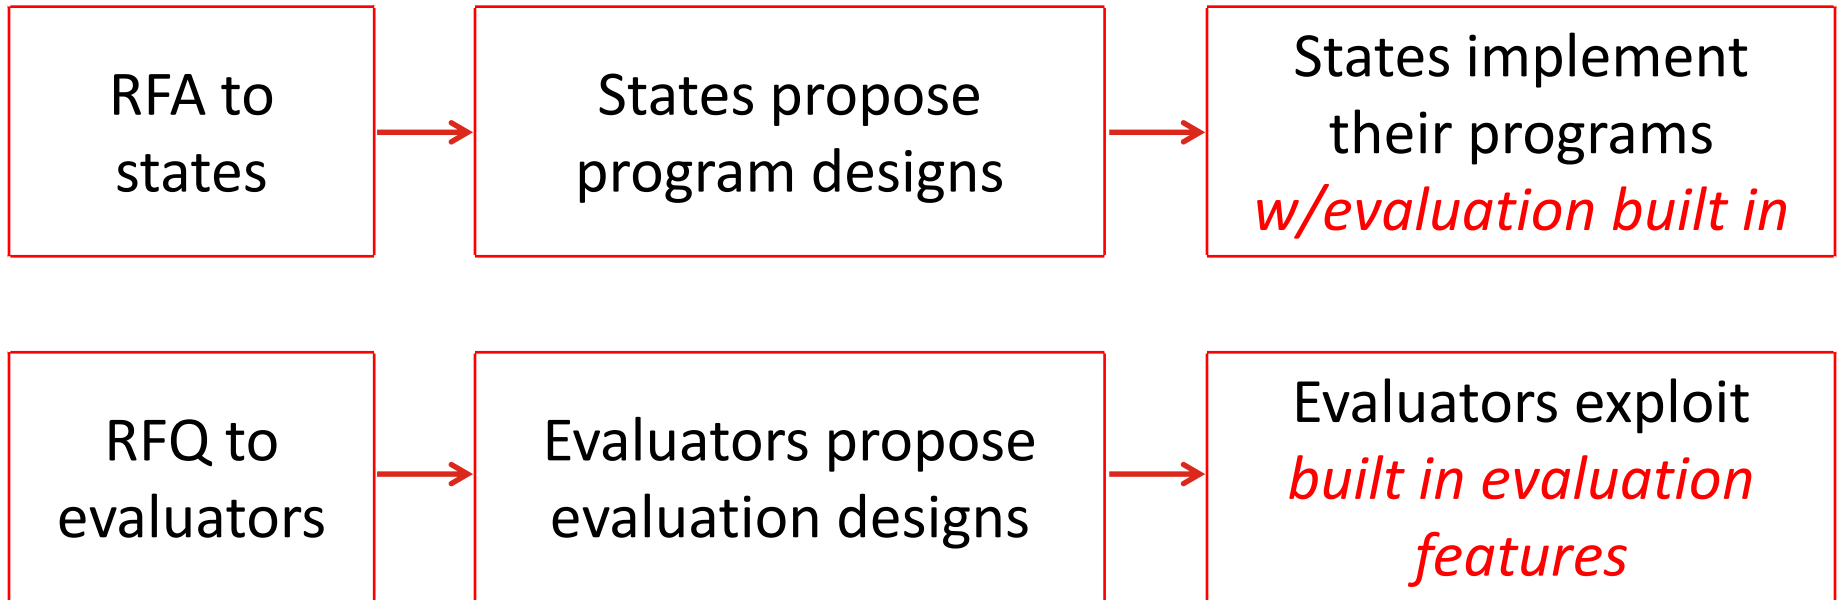 RFA to
states
States propose
program designs
States implement
their programs
w/evaluation built in
RFQ to
evaluators
Evaluators propose
evaluation designs
Evaluators exploit
built in evaluation
features